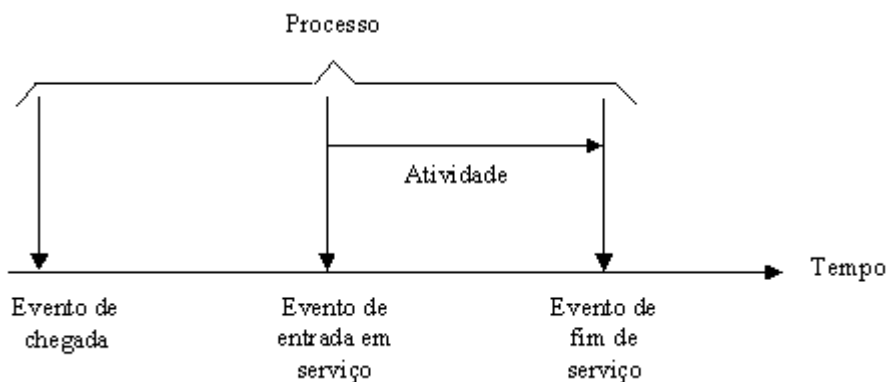 Processo
Atividade
Tempo
Evento de
chegada
Evento de
entrada em
serviço
Evento de
fim de
serviço